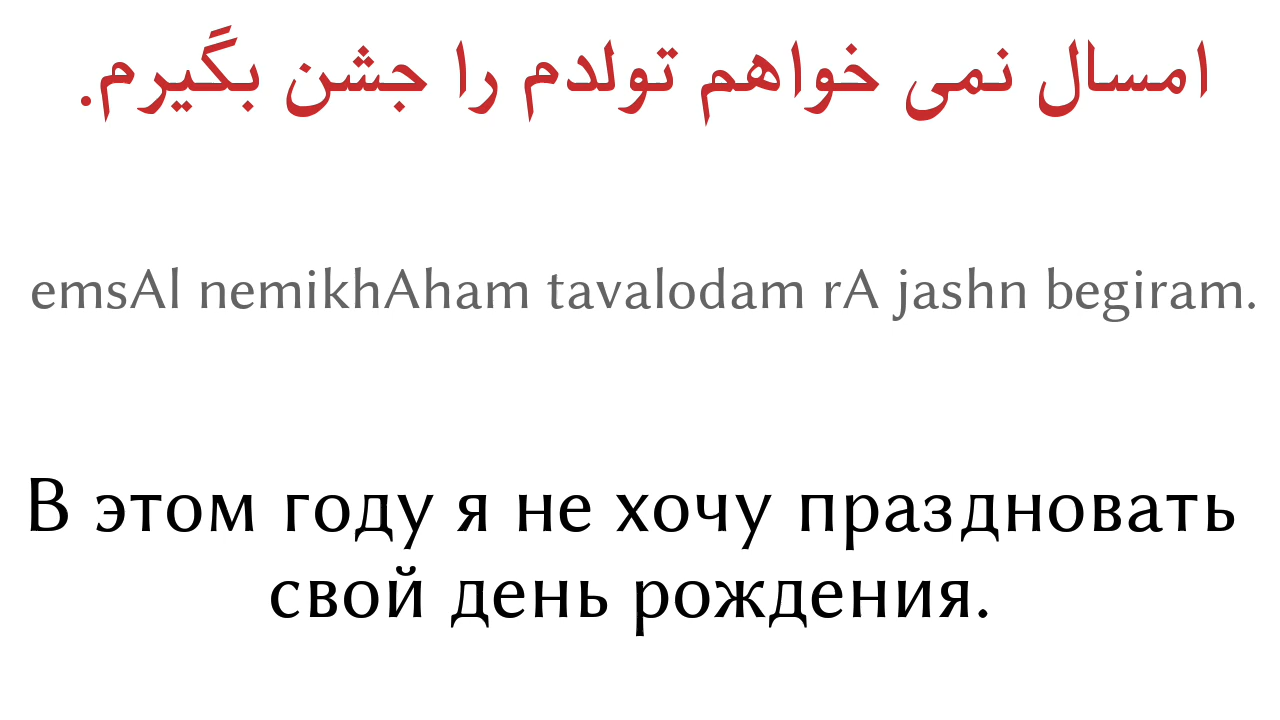 امسال نمی خواهم تولدم را جشن بگیرم.
emsAl nemikhAham tavalodam rA jashn begiram.
В этом году я не хочу праздновать
свой день рождения.